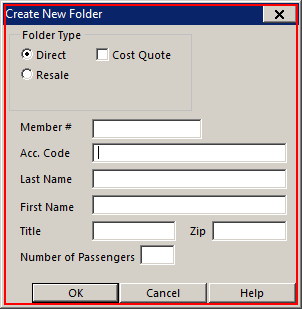 Create New Folder
Folder Type
Direct Cost Quote
Resale
Member #
Acc. Code
Last Name
First Name
Title Zip
Number of Passengers
OK Cancel Help